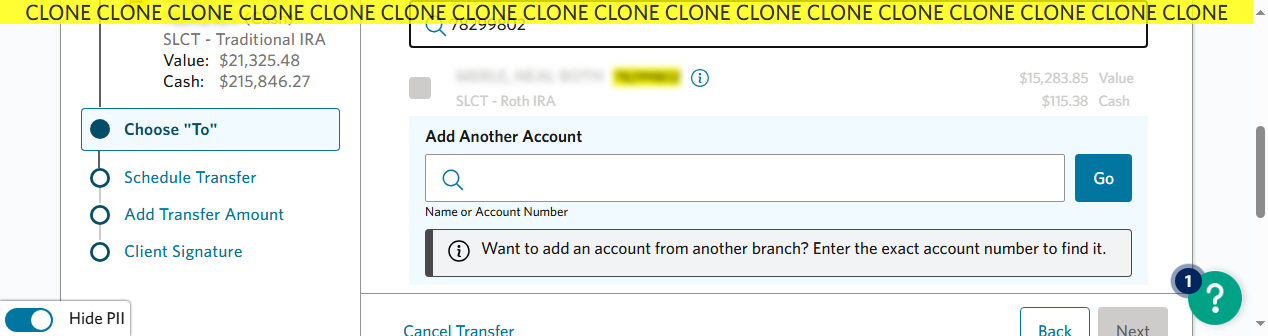 CLONE CLONE CLONE CLONE CLONE CLONE CLONE CLONE CLONE CLONE CLONE CLONE CLONE CLONE CLONE CLONE CLONE
SLCT - Traditional IRA
Value: $21,325.48
Cash: $215,846.27
Choose "To"
Schedule Transfer
Add Transfer Amount
Client Signature
Hide PII
78299802
$15,283.85 Value
SLCT - Roth IRA
$115.38 Cash
Add Another Account
Go
Name or Account Number
Want to add an account from another branch? Enter the exact account number to find it.
1
?
Cancel Transfer
Back
Next